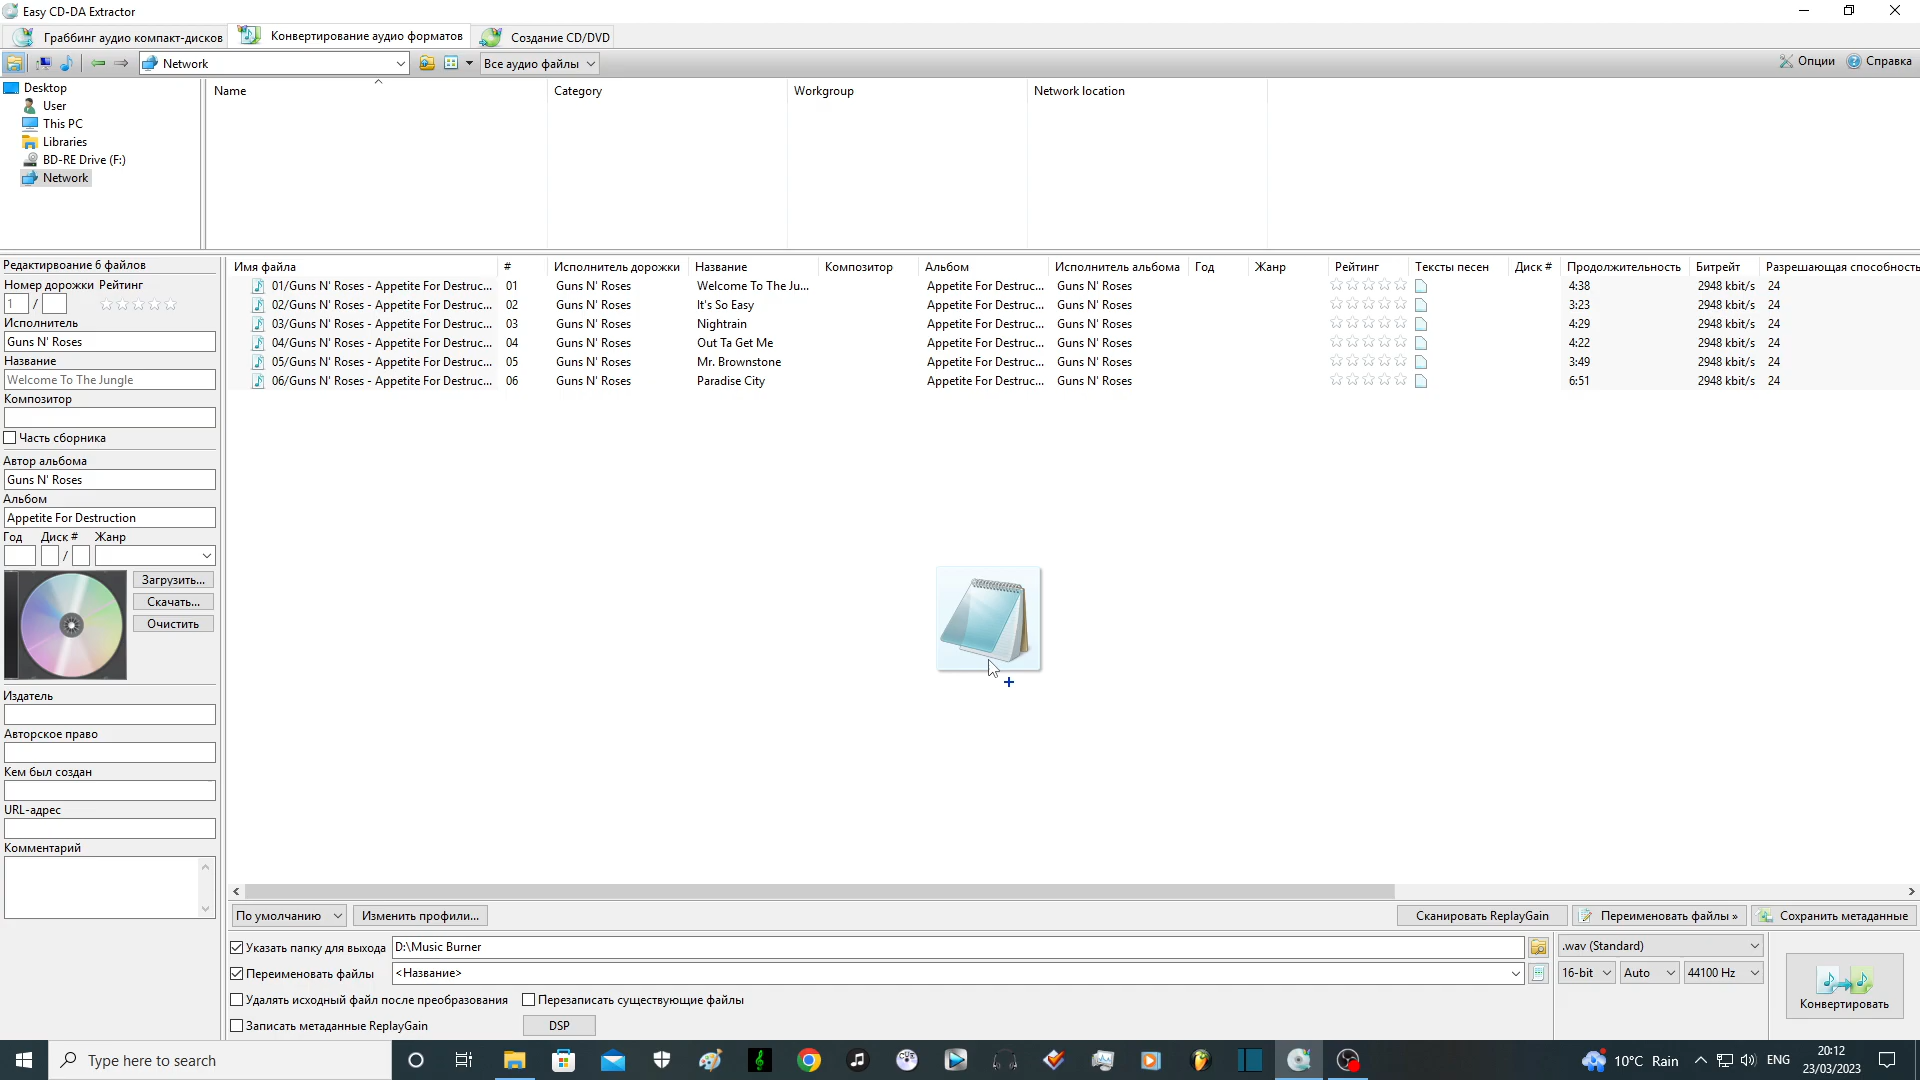 Easy CD-DA Extractor
Граббинг аудио компакт-дисков Конвертирование аудио форматов Создание CD/DVD
Network Все аудио файлы Опции Справка
Desktop
User
This PC
Libraries
BD-RE Drive (F:)
Network
Name Category Workgroup Network location
Редактирвоание 6 файлов
Номер дорожки Рейтинг
1 /
Исполнитель
Guns N' Roses
Название
Welcome To The Jungle
Композитор
Часть сборника
Автор альбома
Guns N' Roses
Альбом
Appetite For Destruction
Год Диск # Жанр
/
Загрузить...
Скачать...
Очистить
Издатель
Авторское право
Кем был создан
URL-адрес
Комментарий
Имя файла # Исполнитель дорожки Название Композитор Альбом Исполнитель альбома Год Жанр Рейтинг Тексты песен Диск # Продолжительность Битрейт Разрешающая способность
01/Guns N' Roses - Appetite For Destruc... 01 Guns N' Roses Welcome To The Ju... Appetite For Destruc... Guns N' Roses 4:38 2948 kbit/s 24
02/Guns N' Roses - Appetite For Destruc... 02 Guns N' Roses It's So Easy Appetite For Destruc... Guns N' Roses 3:23 2948 kbit/s 24
03/Guns N' Roses - Appetite For Destruc... 03 Guns N' Roses Nightrain Appetite For Destruc... Guns N' Roses 4:29 2948 kbit/s 24
04/Guns N' Roses - Appetite For Destruc... 04 Guns N' Roses Out Ta Get Me Appetite For Destruc... Guns N' Roses 4:22 2948 kbit/s 24
05/Guns N' Roses - Appetite For Destruc... 05 Guns N' Roses Mr. Brownstone Appetite For Destruc... Guns N' Roses 3:49 2948 kbit/s 24
06/Guns N' Roses - Appetite For Destruc... 06 Guns N' Roses Paradise City Appetite For Destruc... Guns N' Roses 6:51 2948 kbit/s 24
По умолчанию Изменить профили... Сканировать ReplayGain Переименовать файлы » Сохранить метаданные
Указать папку для выхода D:\Music Burner .wav (Standard)
Переименовать файлы <Название> 16-bit Auto 44100 Hz
Удалять исходный файл после преобразования Перезаписать существующие файлы
Конвертировать
Записать метаданные ReplayGain DSP
Type here to search 10°C Rain ENG 20:12
23/03/2023